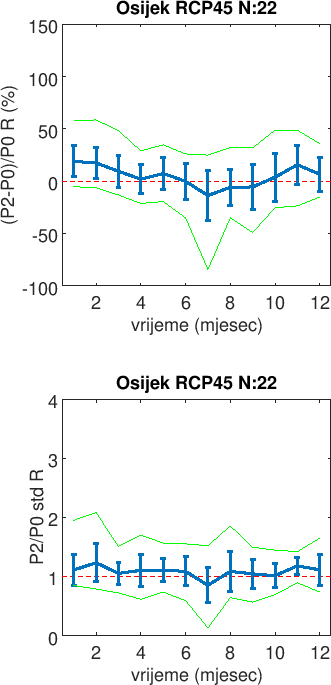 Osijek RCP45 N:22
150
100
50
0
-50
-100
(P2-P0)/P0 R (%)
2 4 6 8 10 12
vrijeme (mjesec)
Osijek RCP45 N:22
4
3
2
1
0
P2/P0 std R
2 4 6 8 10 12
vrijeme (mjesec)